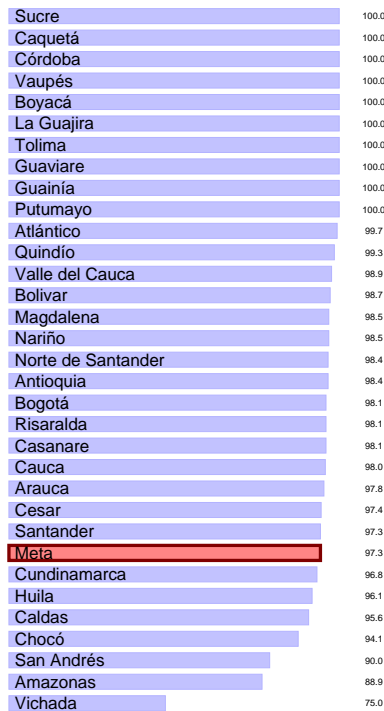 Sucre 100.0
Caquetá 100.0
Córdoba 100.0
Vaupés 100.0
Boyacá 100.0
La Guajira 100.0
Tolima 100.0
Guaviare 100.0
Guainía 100.0
Putumayo 100.0
Atlántico 99.7
Quindío 99.3
Valle del Cauca 98.9
Bolivar 98.7
Magdalena 98.5
Nariño 98.5
Norte de Santander 98.4
Antioquia 98.4
Bogotá 98.1
Risaralda 98.1
Casanare 98.1
Cauca 98.0
Arauca 97.8
Cesar 97.4
Santander 97.3
Meta 97.3
Cundinamarca 96.8
Huila 96.1
Caldas 95.6
Chocó 94.1
San Andrés 90.0
Amazonas 88.9
Vichada 75.0